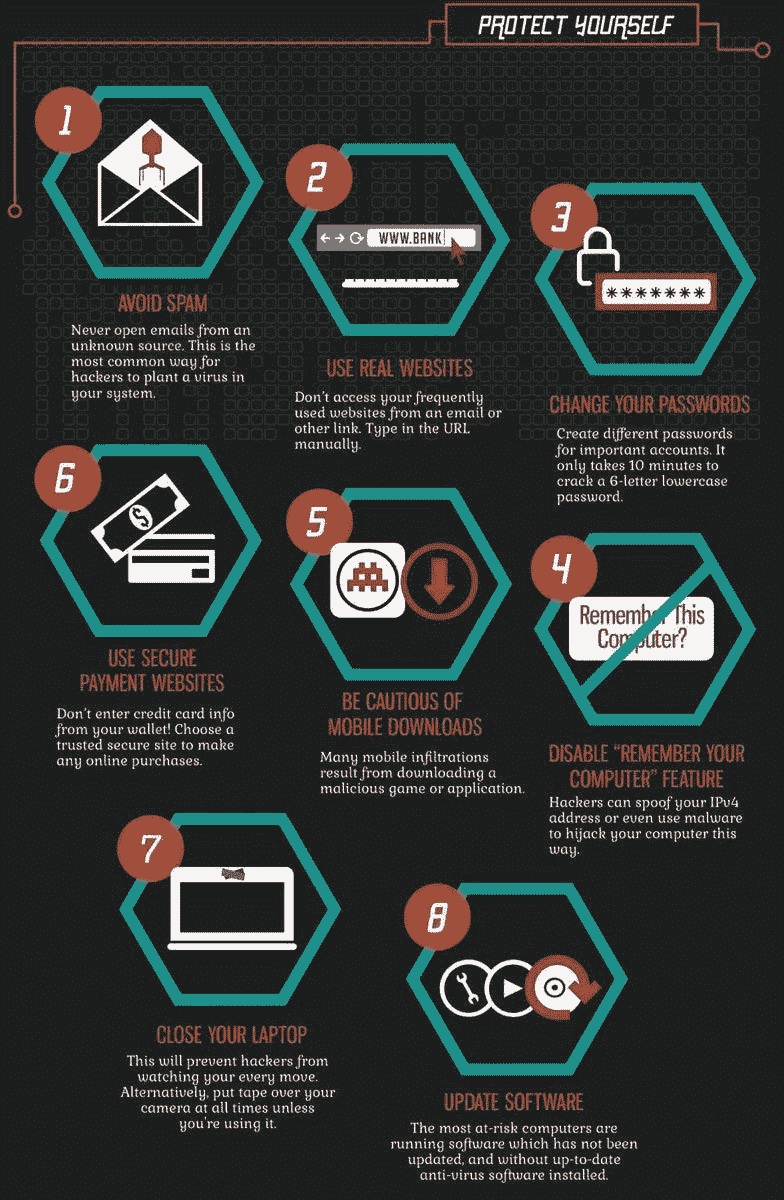 PROTECT YOURSELF
1
AVOID SPAM
Never open emails from an
unknown source. This is the
most common way for
hackers to plant a virus in
your system.
2
WWW.BANK
USE REAL WEBSITES
Don't access your frequently
used websites from an email or
other link. Type in the URL
manually.
3
*******
CHANGE YOUR PASSWORDS
Create different passwords
for important accounts. It
only takes 10 minutes to
crack a 6-letter lowercase
password.
4
Remember This
Computer?
DISABLE “REMEMBER YOUR
COMPUTER” FEATURE
Hackers can spoof your IPv4
address or even use malware
to hijack your computer this
way.
5
BE CAUTIOUS OF
MOBILE DOWNLOADS
Many mobile infiltrations
result from downloading a
malicious game or application.
6
$
USE SECURE
PAYMENT WEBSITES
Don't enter credit card info
from your wallet! Choose a
trusted secure site to make
any online purchases.
7
CLOSE YOUR LAPTOP
This will prevent hackers from
watching your every move.
Alternatively, put tape over your
camera at all times unless
you're using it.
8
UPDATE SOFTWARE
The most at-risk computers are
running software which has not been
updated, and without up-to-date
anti-virus software installed.